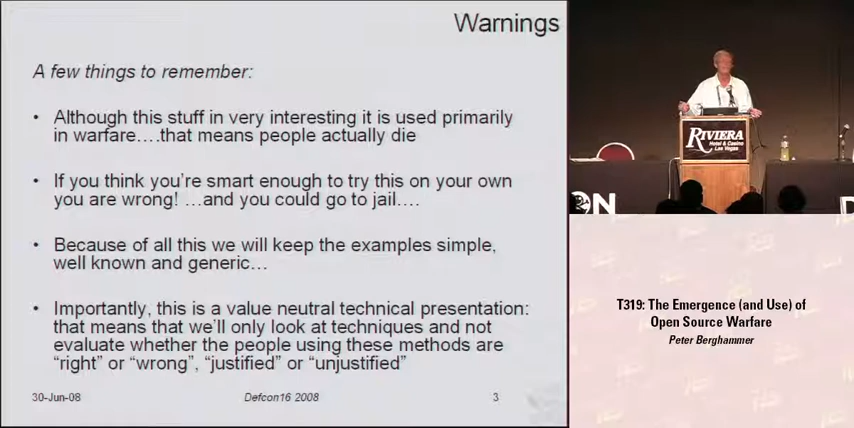 Warnings
A few things to remember:
• Although this stuff in very interesting it is used primarily
in warfare….that means people actually die
• If you think you're smart enough to try this on your own
you are wrong! …and you could go to jail….
• Because of all this we will keep the examples simple,
well known and generic…
• Importantly, this is a value neutral technical presentation:
that means that we'll only look at techniques and not
evaluate whether the people using these methods are
"right" or "wrong", "justified" or "unjustified"
30-Jun-08
Defcon16 2008
3
RIVIERA
Hotel & Casino
Las Vegas
ON
D
T319: The Emergence (and Use) of
Open Source Warfare
Peter Berghammer